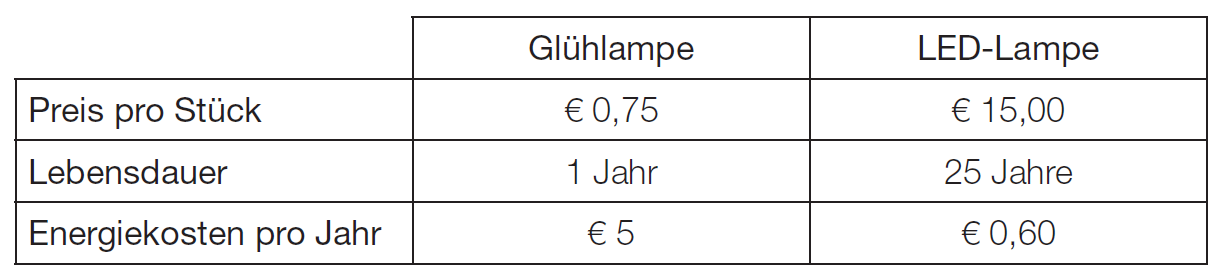 Glühlampe LED-Lampe
Preis pro Stück € 0,75 € 15,00
Lebensdauer 1 Jahr 25 Jahre
Energiekosten pro Jahr € 5 € 0,60